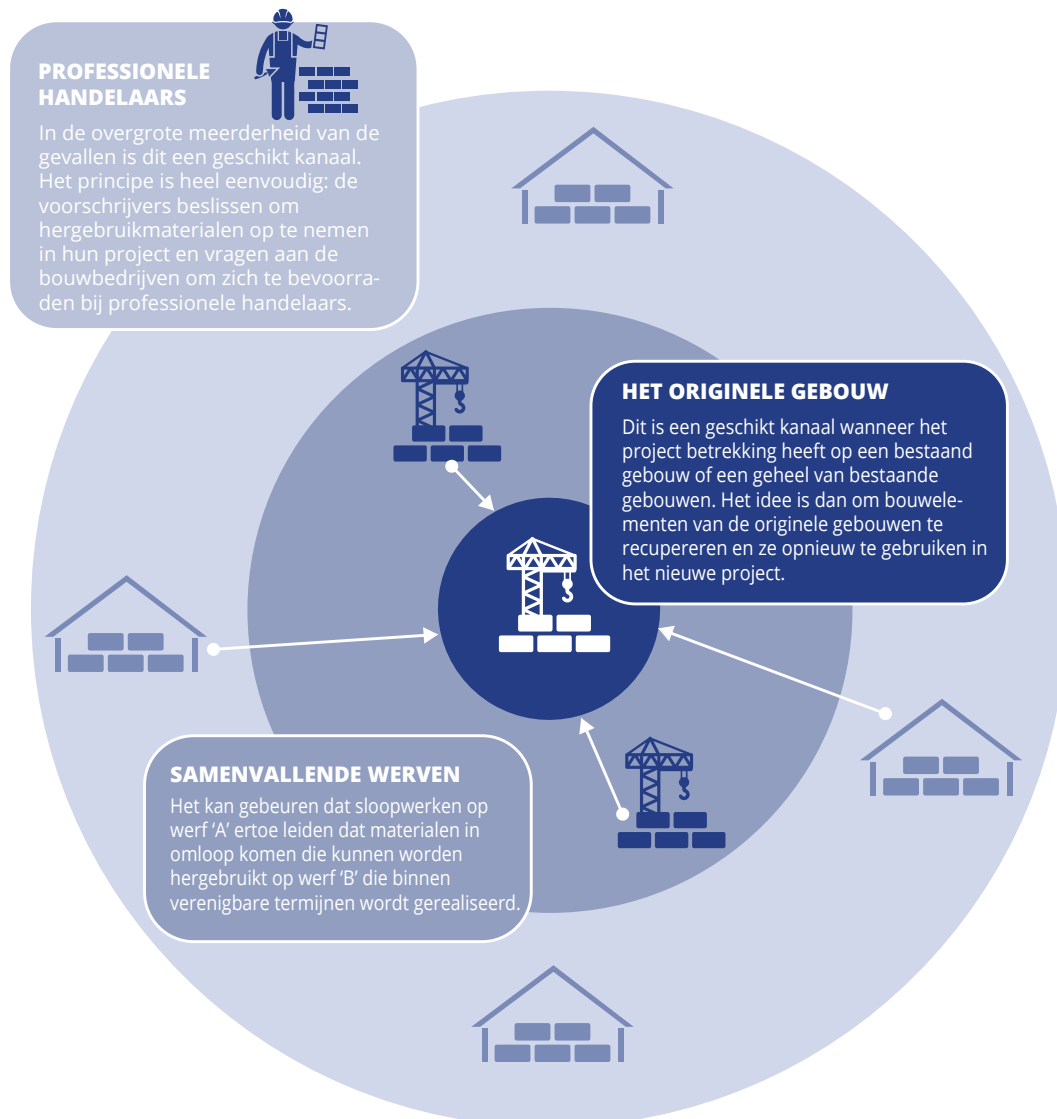 PROFESSIONELE
HANDELAARS
In de overgrote meerderheid van de
gevallen is dit een geschikt kanaal.
Het principe is heel eenvoudig: de
voorschrijvers beslissen om
hergebruikmaterialen op te nemen
in hun project en vragen aan de
bouwbedrijven om zich te bevoorra-
den bij professionele handelaars.
HET ORIGINELE GEBOUW
Dit is een geschikt kanaal wanneer het
project betrekking heeft op een bestaand
gebouw of een geheel van bestaande
gebouwen. Het idee is dan om bouwele-
menten van de originele gebouwen te
recupereren en ze opnieuw te gebruiken in
het nieuwe project.
SAMENVALLENDE WERVEN
Het kan gebeuren dat sloopwerken op
werf ‘A’ ertoe leiden dat materialen in
omloop komen die kunnen worden
hergebruikt op werf ‘B’ die binnen
verenigbare termijnen wordt gerealiseerd.